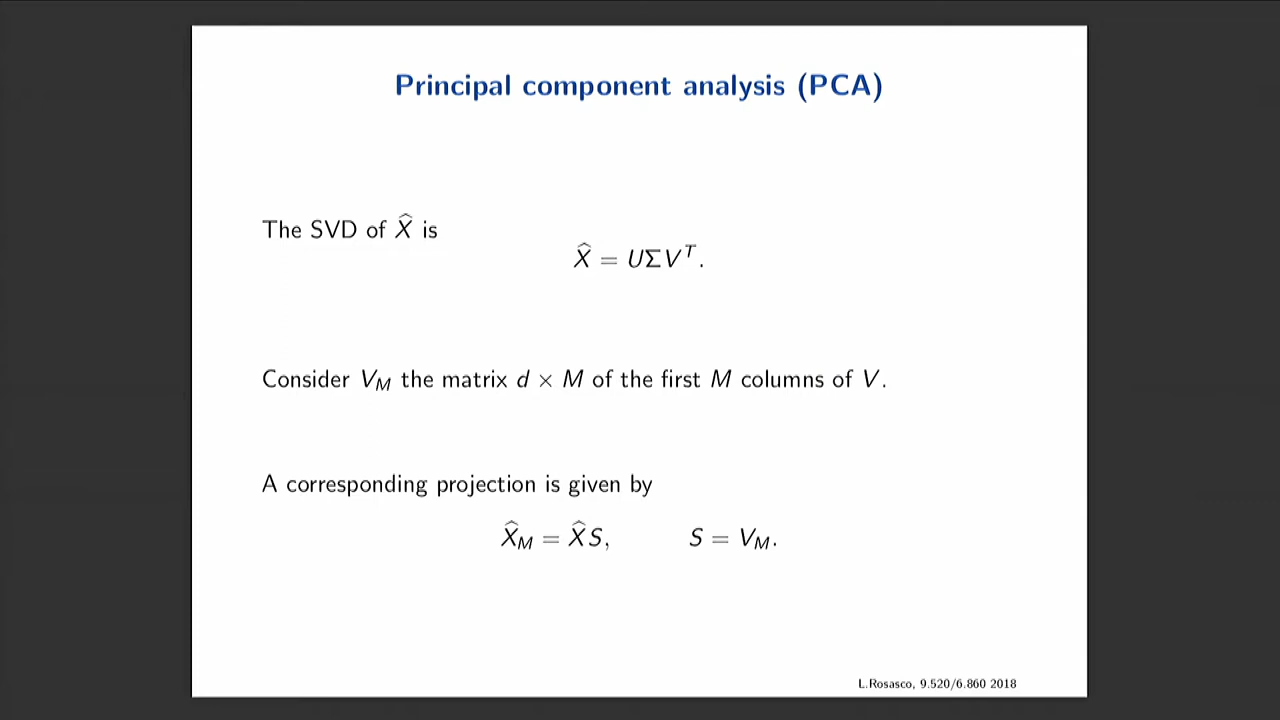 Principal component analysis (PCA)
The SVD of X̂ is
X̂ = UΣVᵀ.
Consider V_M the matrix d × M of the first M columns of V.
A corresponding projection is given by
X̂_M = X̂S, S = V_M.
L.Rosasco, 9.520/6.860 2018